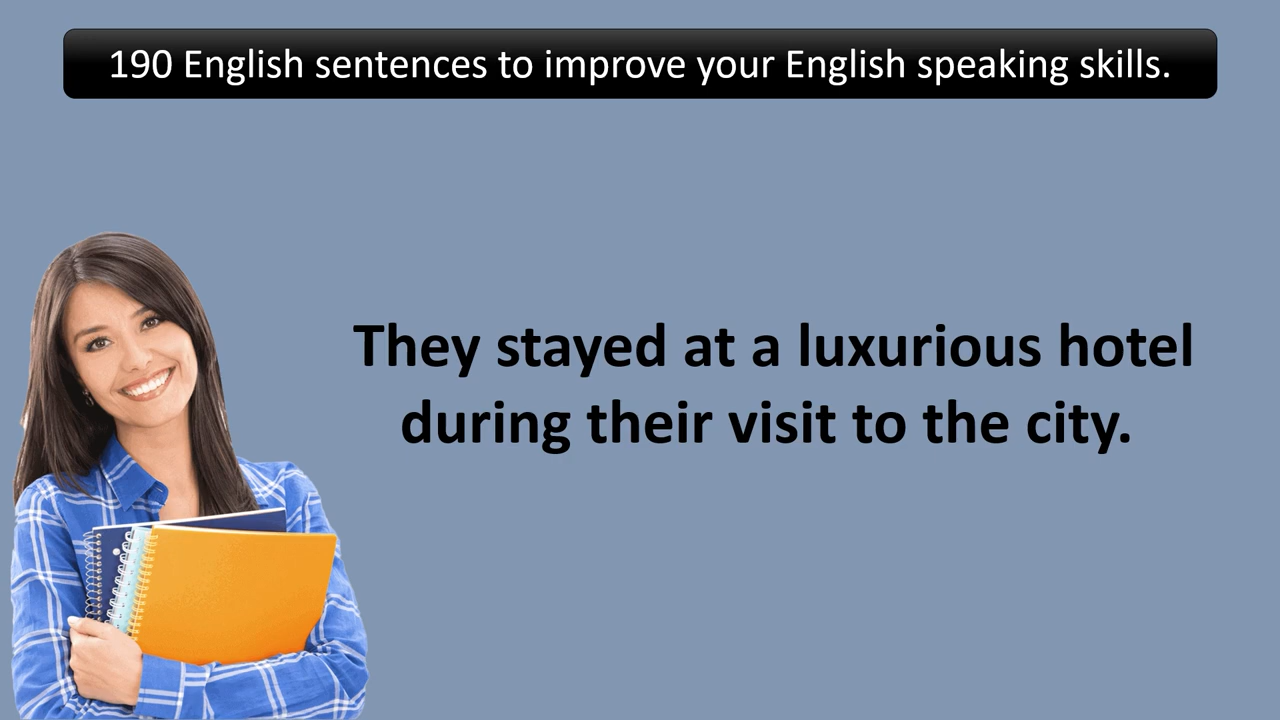 190 English sentences to improve your English speaking skills.
They stayed at a luxurious hotel
during their visit to the city.